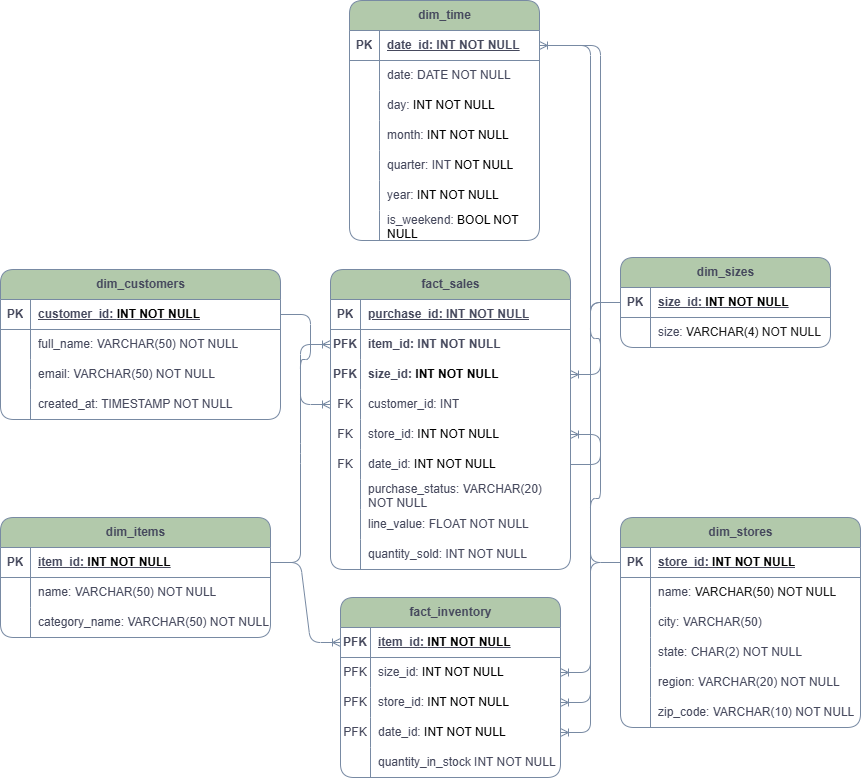 dim_time
PK date_id: INT NOT NULL
date: DATE NOT NULL
day: INT NOT NULL
month: INT NOT NULL
quarter: INT NOT NULL
year: INT NOT NULL
is_weekend: BOOL NOT
NULL
dim_customers
PK customer_id: INT NOT NULL
full_name: VARCHAR(50) NOT NULL
email: VARCHAR(50) NOT NULL
created_at: TIMESTAMP NOT NULL
fact_sales
PK purchase_id: INT NOT NULL
PFK item_id: INT NOT NULL
PFK size_id: INT NOT NULL
FK customer_id: INT
FK store_id: INT NOT NULL
FK date_id: INT NOT NULL
purchase_status: VARCHAR(20)
NOT NULL
line_value: FLOAT NOT NULL
quantity_sold: INT NOT NULL
dim_sizes
PK size_id: INT NOT NULL
size: VARCHAR(4) NOT NULL
dim_items
PK item_id: INT NOT NULL
name: VARCHAR(50) NOT NULL
category_name: VARCHAR(50) NOT NULL
fact_inventory
PFK item_id: INT NOT NULL
PFK size_id: INT NOT NULL
PFK store_id: INT NOT NULL
PFK date_id: INT NOT NULL
quantity_in_stock INT NOT NULL
dim_stores
PK store_id: INT NOT NULL
name: VARCHAR(50) NOT NULL
city: VARCHAR(50)
state: CHAR(2) NOT NULL
region: VARCHAR(20) NOT NULL
zip_code: VARCHAR(10) NOT NULL